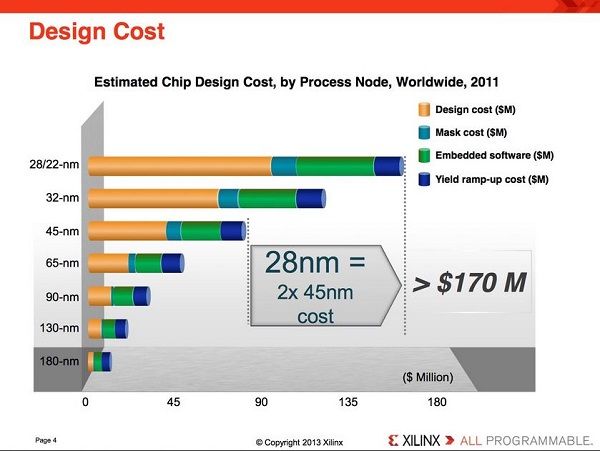 Design Cost
Estimated Chip Design Cost, by Process Node, Worldwide, 2011
Design cost ($M)
Mask cost ($M)
Embedded software ($M)
Yield ramp-up cost ($M)
28/22-nm
32-nm
45-nm
65-nm
90-nm
130-nm
180-nm
28nm =
2x 45nm
cost
> $170 M
($ Million)
0 45 90 135 180
Page 4
© Copyright 2013 Xilinx
XILINX ALL PROGRAMMABLE.